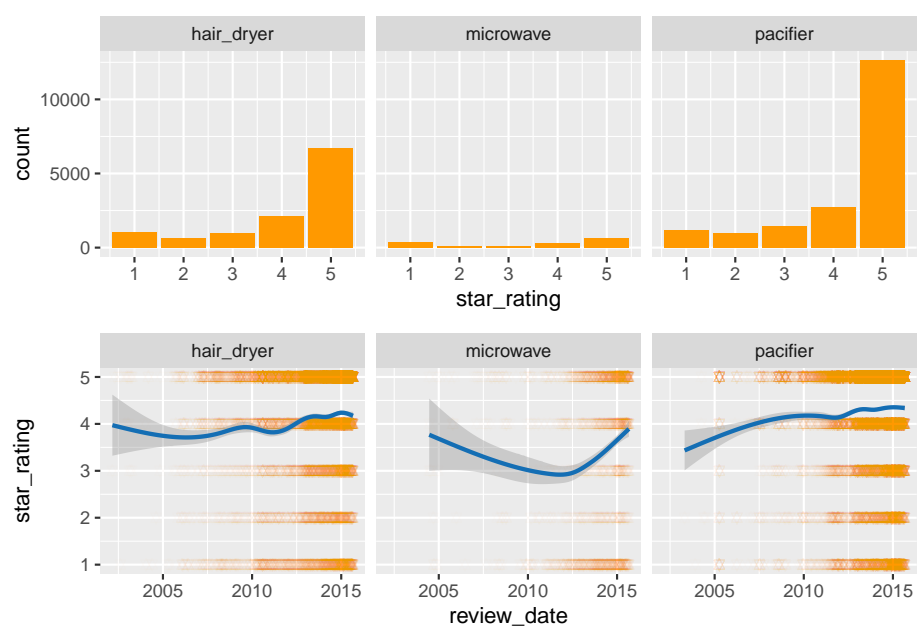 hair_dryer microwave pacifier
count
10000
5000
0
1 2 3 4 5 1 2 3 4 5 1 2 3 4 5
star_rating
hair_dryer microwave pacifier
star_rating
5
4
3
2
1
2005 2010 2015 2005 2010 2015 2005 2010 2015
review_date